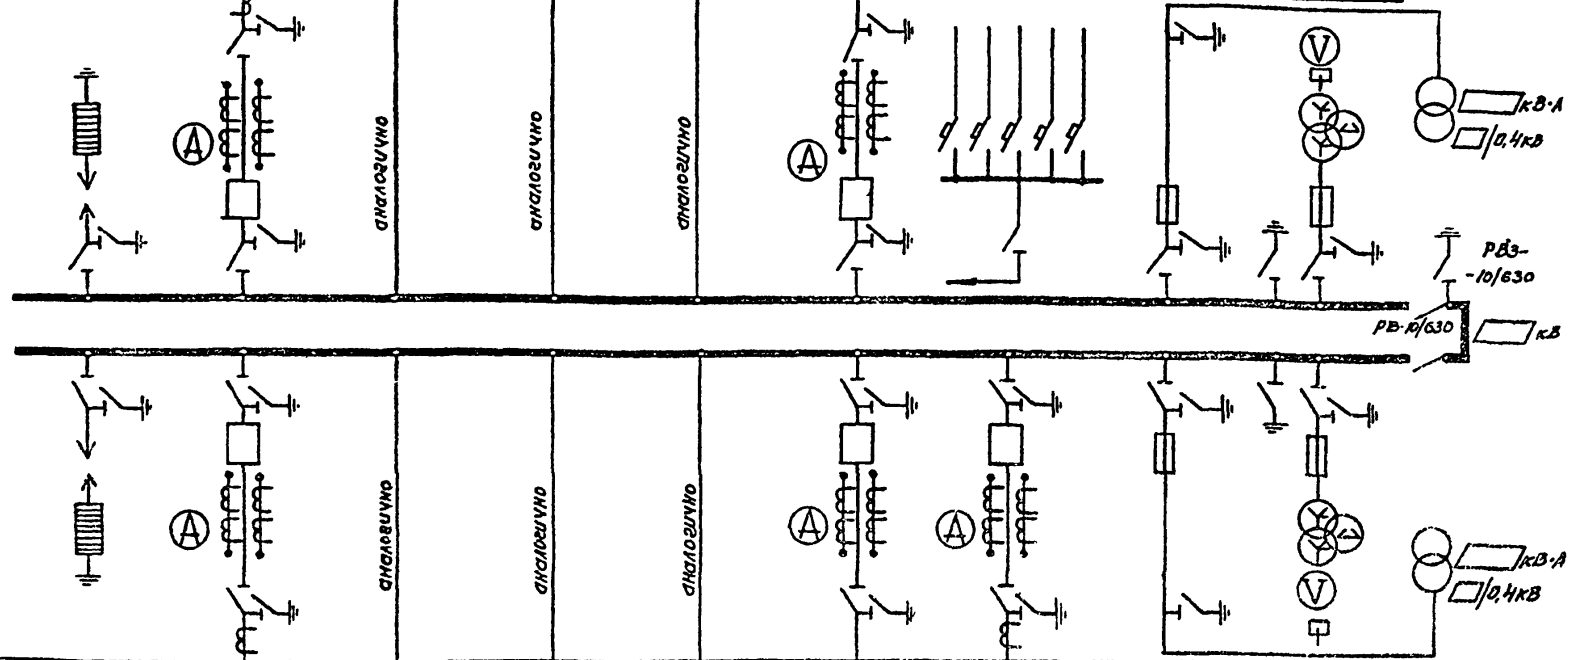 V
кВ·А
/0,4кВ
А
аналогично
аналогично
аналогично
А
РВЗ-
-10/630
РВ-10/630
кВ
аналогично
аналогично
аналогично
А
А
А
V
кВ·А
/0,4кВ